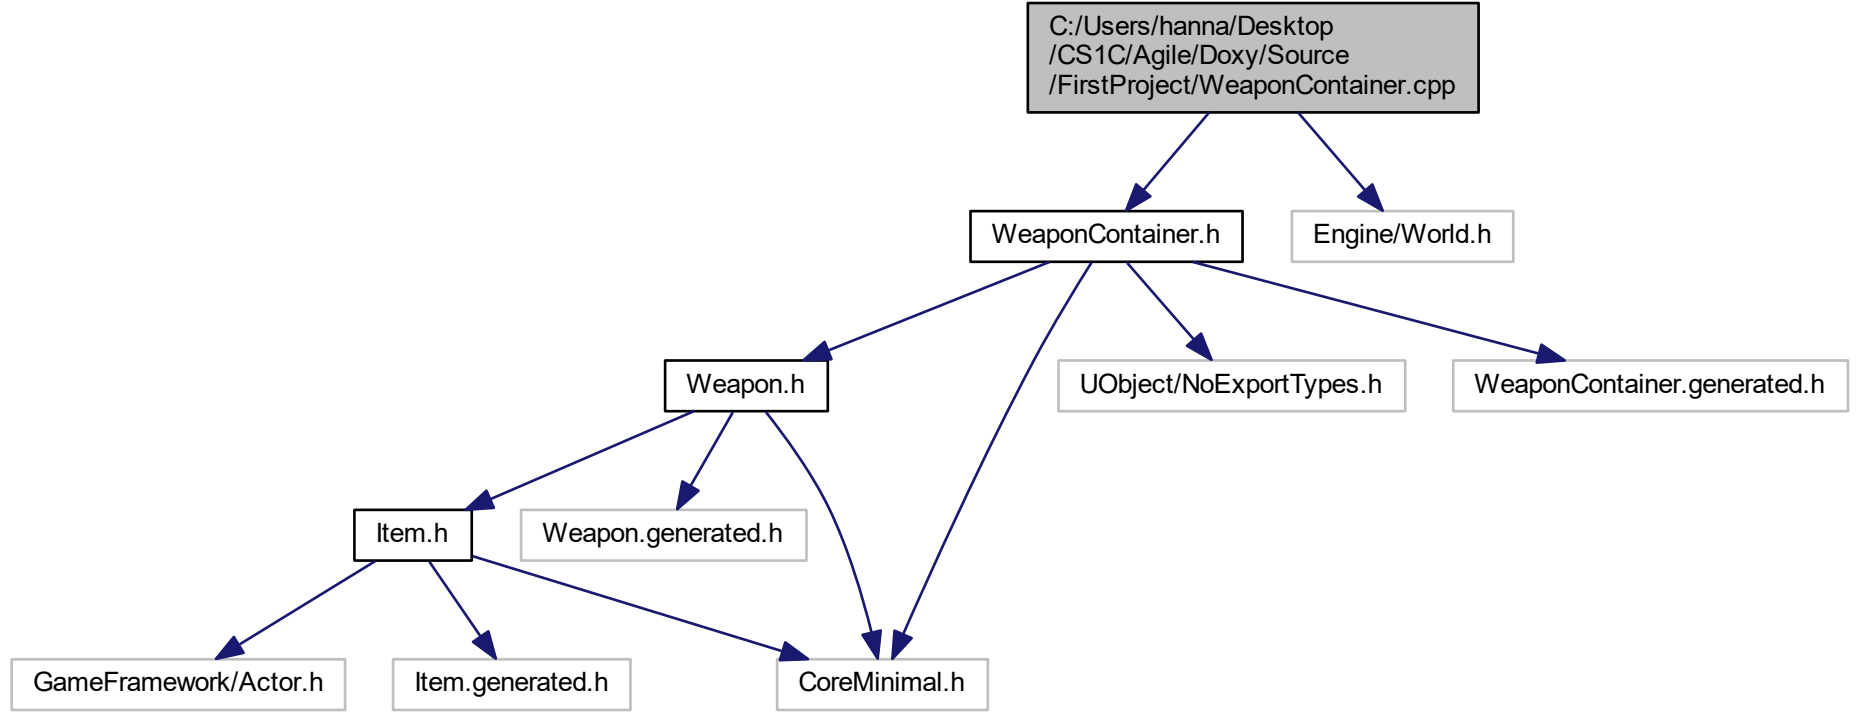 C:/Users/hanna/Desktop
/CS1C/Agile/Doxy/Source
/FirstProject/WeaponContainer.cpp
WeaponContainer.h
Engine/World.h
Weapon.h
UObject/NoExportTypes.h
WeaponContainer.generated.h
Item.h
Weapon.generated.h
GameFramework/Actor.h
Item.generated.h
CoreMinimal.h